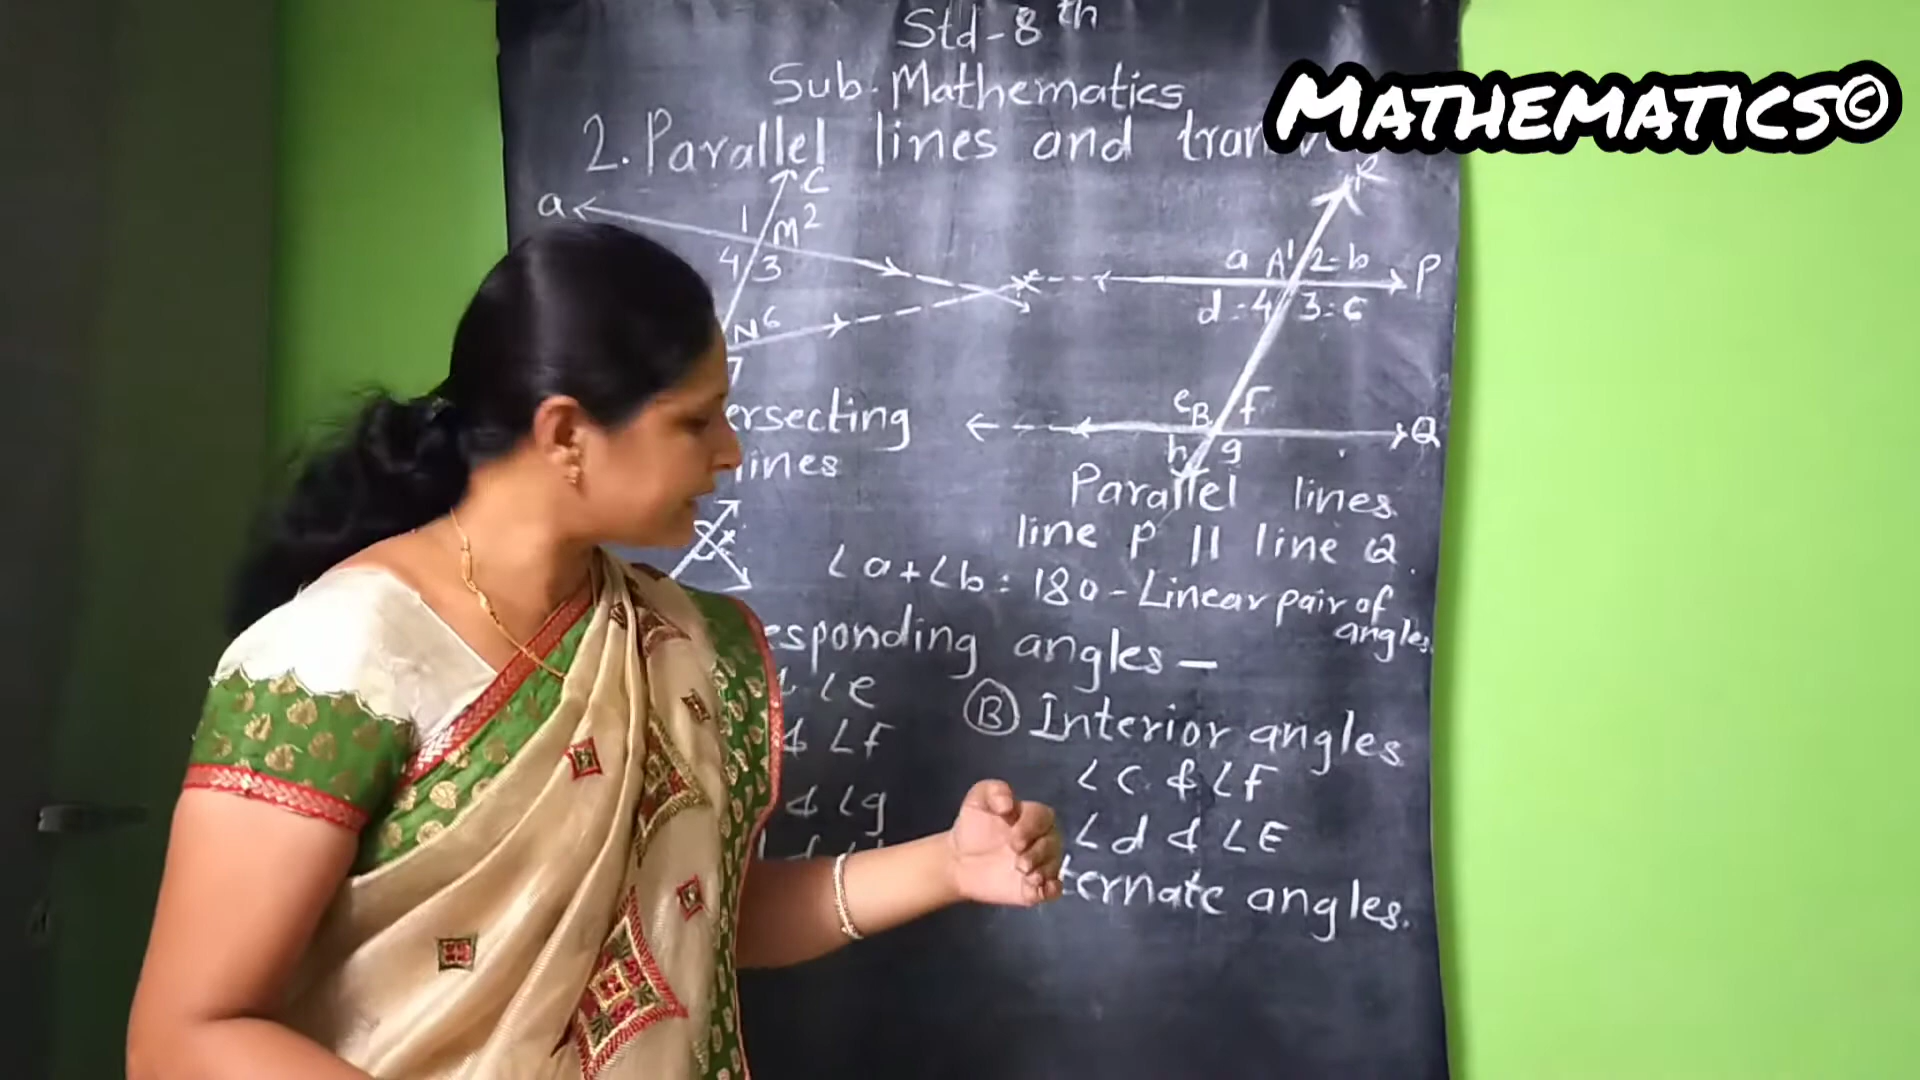 Std-8th
Sub. Mathematics
MATHEMATICS©
2. Parallel lines and
a
1 C
M 2
4 3
N 6
7
R
a A 1 2=b P
d=4 3=c
e B f Q
h g
ersecting
lines
x
Parallel lines
line P || line Q.
∠a+∠b=180-Linear pair of
angles.
esponding angles—
∠e
& ∠f
& ∠g
Ⓑ Interior angles
∠c & ∠f
∠d & ∠E
ternate angles.